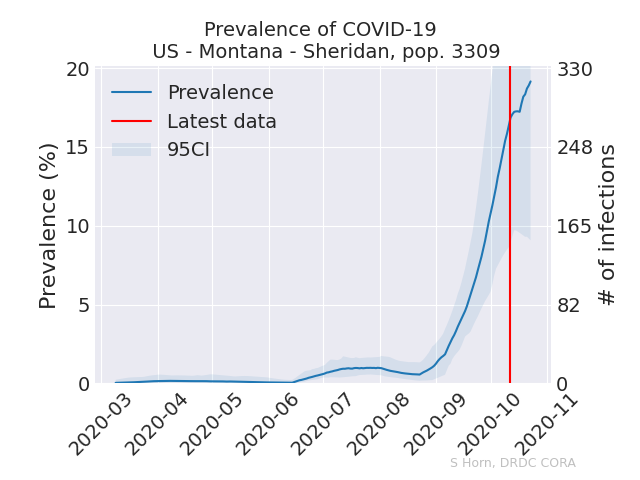 Prevalence of COVID-19
US - Montana - Sheridan, pop. 3309
Prevalence
Latest data
95CI
Prevalence (%)
20
15
10
5
0
330
248
165
82
0
# of infections
2020-03
2020-04
2020-05
2020-06
2020-07
2020-08
2020-09
2020-10
2020-11
S Horn, DRDC CORA